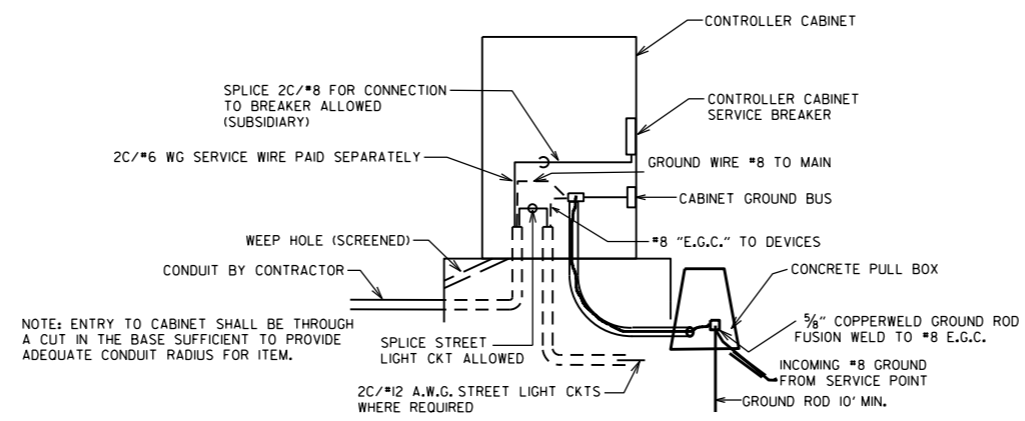 CONTROLLER CABINET
SPLICE 2C/#8 FOR CONNECTION
TO BREAKER ALLOWED
(SUBSIDIARY)
CONTROLLER CABINET
SERVICE BREAKER
2C/#6 WG SERVICE WIRE PAID SEPARATELY
GROUND WIRE #8 TO MAIN
CABINET GROUND BUS
WEEP HOLE (SCREENED)
#8 "E.G.C." TO DEVICES
CONDUIT BY CONTRACTOR
CONCRETE PULL BOX
NOTE: ENTRY TO CABINET SHALL BE THROUGH
A CUT IN THE BASE SUFFICIENT TO PROVIDE
ADEQUATE CONDUIT RADIUS FOR ITEM.
SPLICE STREET
LIGHT CKT ALLOWED
⅝" COPPERWELD GROUND ROD
FUSION WELD TO #8 E.G.C.
INCOMING #8 GROUND
FROM SERVICE POINT
2C/#12 A.W.G. STREET LIGHT CKTS
WHERE REQUIRED
GROUND ROD 10' MIN.